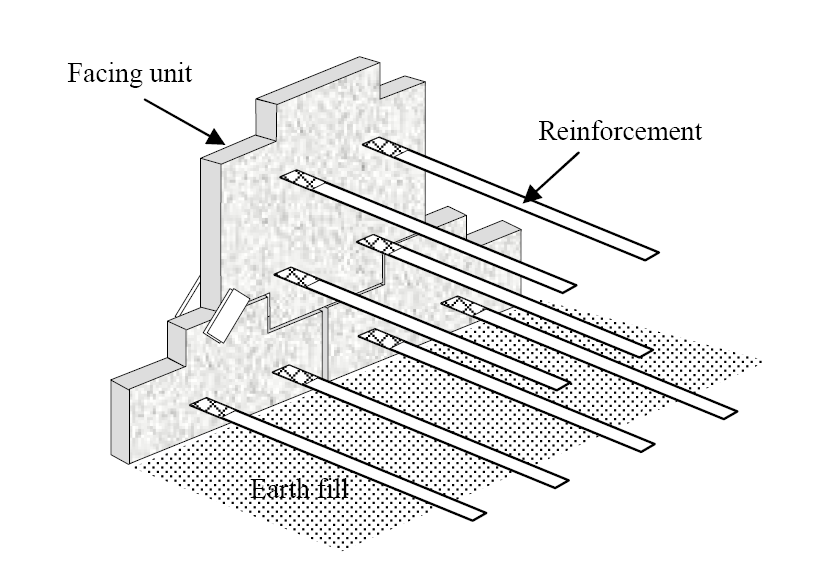 Facing unit
Reinforcement
Earth fill